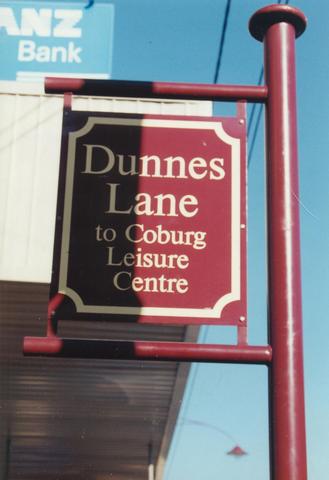 ANZ
Bank
Dunnes
Lane
to Coburg
Leisure
Centre